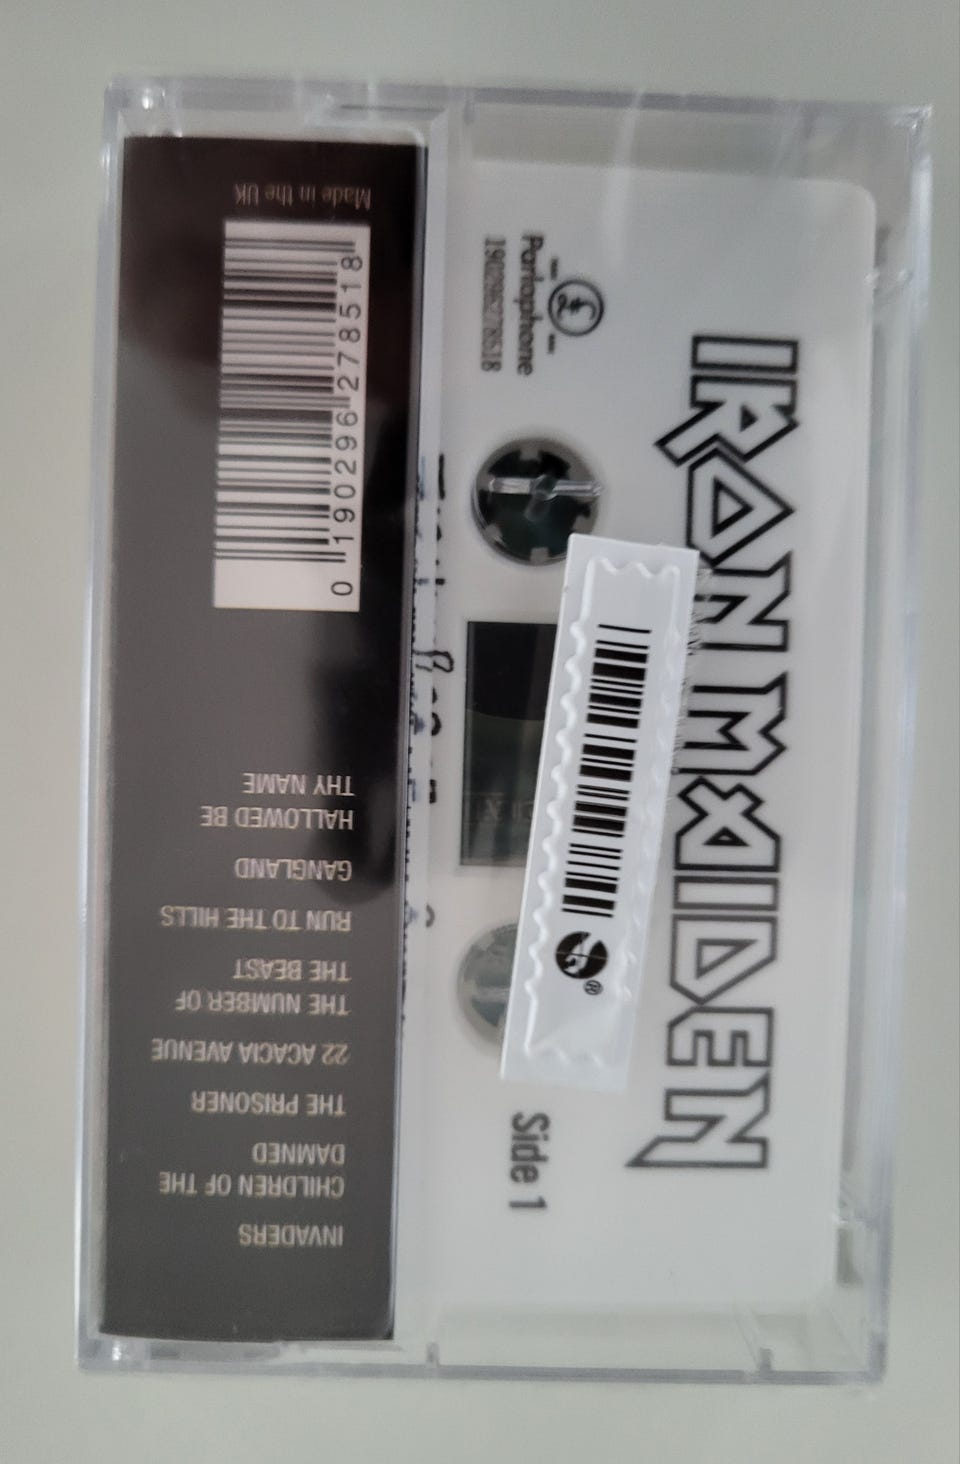 INVADERS
CHILDREN OF THE
DAMNED
THE PRISONER
22 ACACIA AVENUE
THE NUMBER OF
THE BEAST
RUN TO THE HILLS
GANGLAND
HALLOWED BE
THY NAME
0 190296 278518
Made in the UK
IRON MAIDEN
£
Parlophone
190296278518
Side 1
®